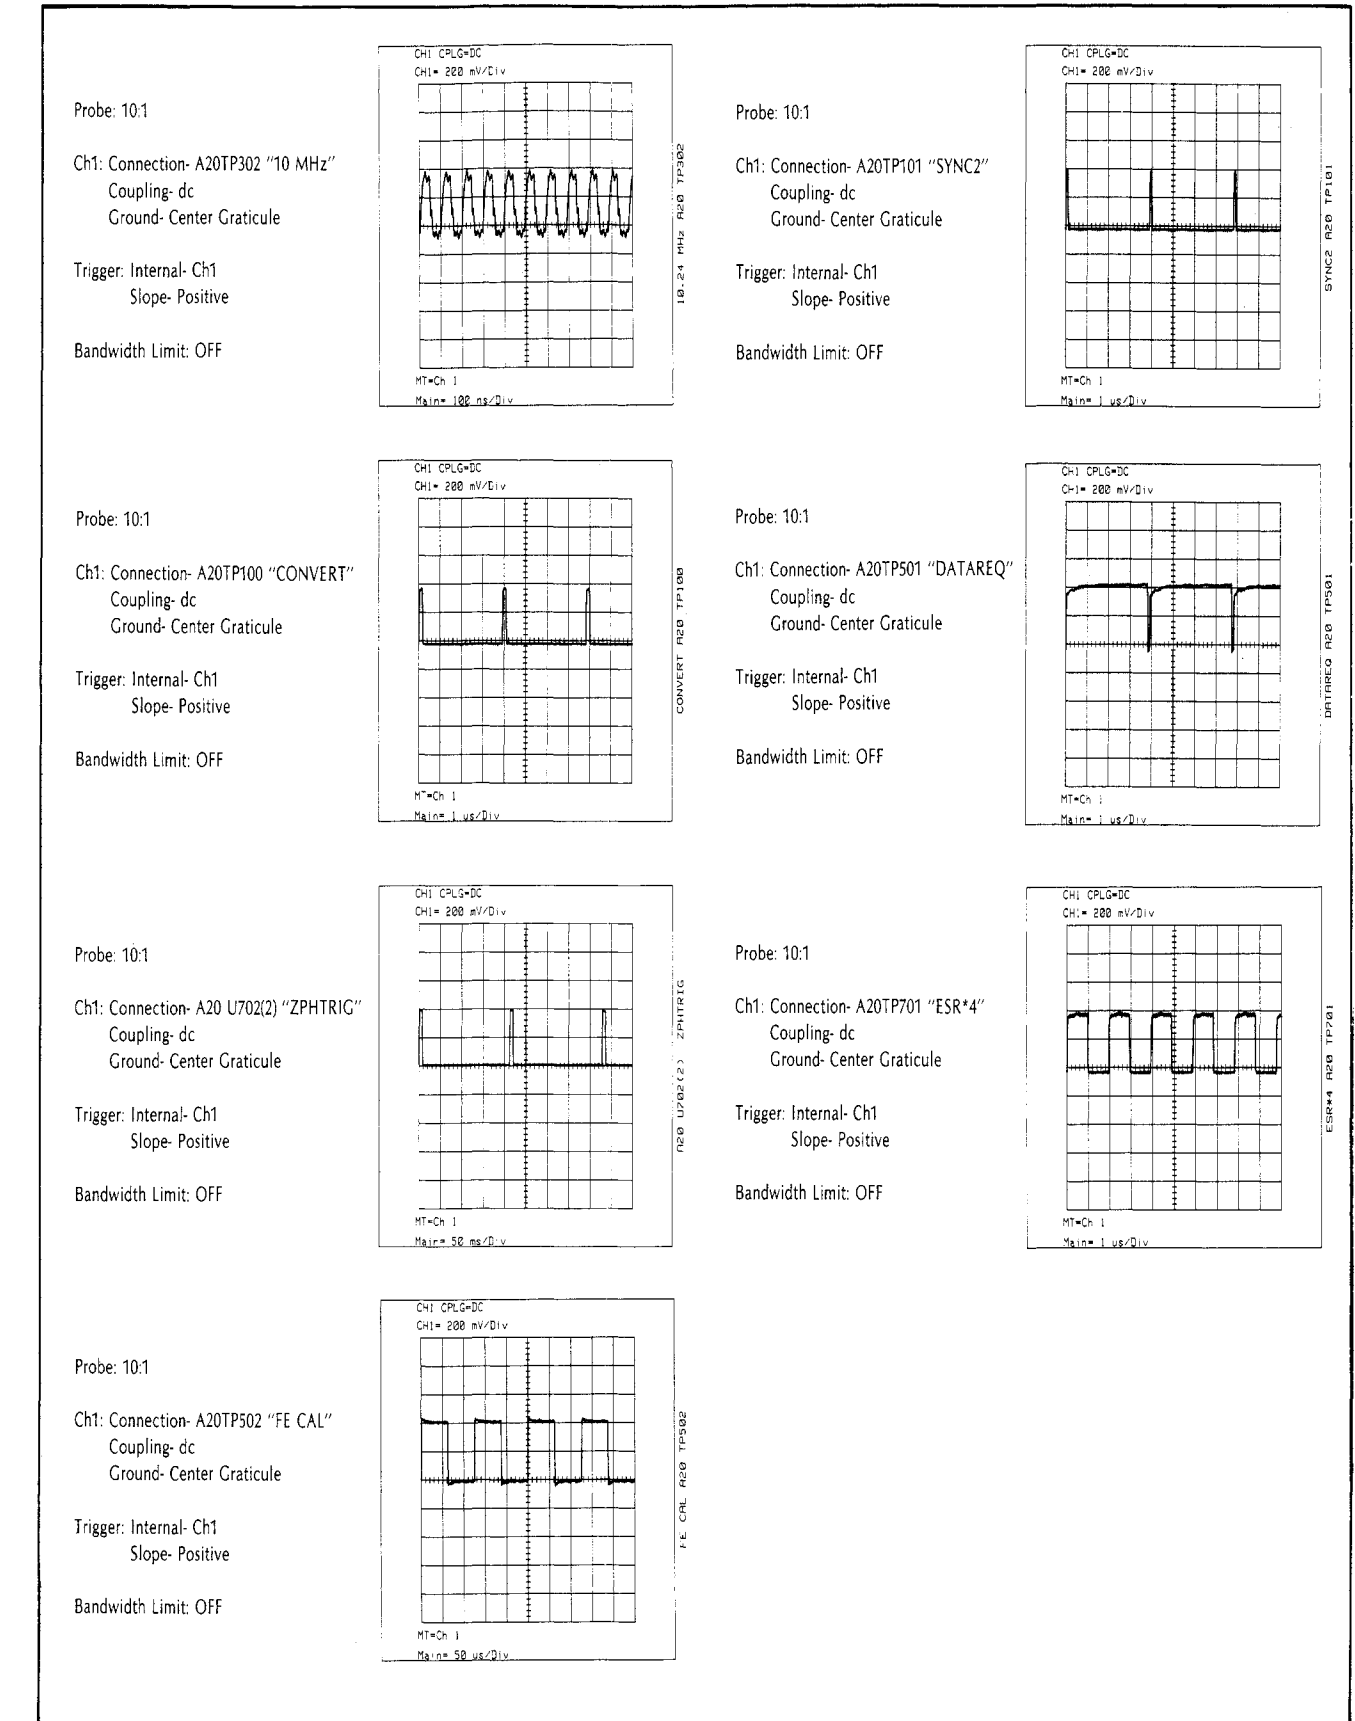 Probe: 10:1
Ch1: Connection- A20TP302 "10 MHz"
Coupling- dc
Ground- Center Graticule
Trigger: Internal- Ch1
Slope- Positive
Bandwidth Limit: OFF
CH1 CPLG=DC
CH1= 200 mV/Div
MT=Ch 1
Main= 100 ns/Div
10.24 MHz A20 TP302
Probe: 10:1
Ch1: Connection- A20TP101 "SYNC2"
Coupling- dc
Ground- Center Graticule
Trigger: Internal- Ch1
Slope- Positive
Bandwidth Limit: OFF
CH1 CPLG=DC
CH1= 200 mV/Div
MT=Ch 1
Main= 1 us/Div
SYNC2 A20 TP101
Probe: 10:1
Ch1: Connection- A20TP100 "CONVERT"
Coupling- dc
Ground- Center Graticule
Trigger: Internal- Ch1
Slope- Positive
Bandwidth Limit: OFF
CH1 CPLG=DC
CH1= 200 mV/Div
MT=Ch 1
Main= 1 us/Div
CONVERT A20 TP100
Probe: 10:1
Ch1: Connection- A20TP501 "DATAREQ"
Coupling- dc
Ground- Center Graticule
Trigger: Internal- Ch1
Slope- Positive
Bandwidth Limit: OFF
CH1 CPLG=DC
CH1= 200 mV/Div
MT=Ch 1
Main= 1 us/Div
DATAREQ A20 TP501
Probe: 10:1
Ch1: Connection- A20 U702(2) "ZPHTRIG"
Coupling- dc
Ground- Center Graticule
Trigger: Internal- Ch1
Slope- Positive
Bandwidth Limit: OFF
CH1 CPLG=DC
CH1= 200 mV/Div
MT=Ch 1
Main= 50 ms/Div
A20 U702(2) ZPHTRIG
Probe: 10:1
Ch1: Connection- A20TP701 "ESR*4"
Coupling- dc
Ground- Center Graticule
Trigger: Internal- Ch1
Slope- Positive
Bandwidth Limit: OFF
CH1 CPLG=DC
CH1= 200 mV/Div
MT=Ch 1
Main= 1 us/Div
ESR*4 A20 TP701
Probe: 10:1
Ch1: Connection- A20TP502 "FE CAL"
Coupling- dc
Ground- Center Graticule
Trigger: Internal- Ch1
Slope- Positive
Bandwidth Limit: OFF
CH1 CPLG=DC
CH1= 200 mV/Div
MT=Ch 1
Main= 50 us/Div
FE CAL A20 TP502